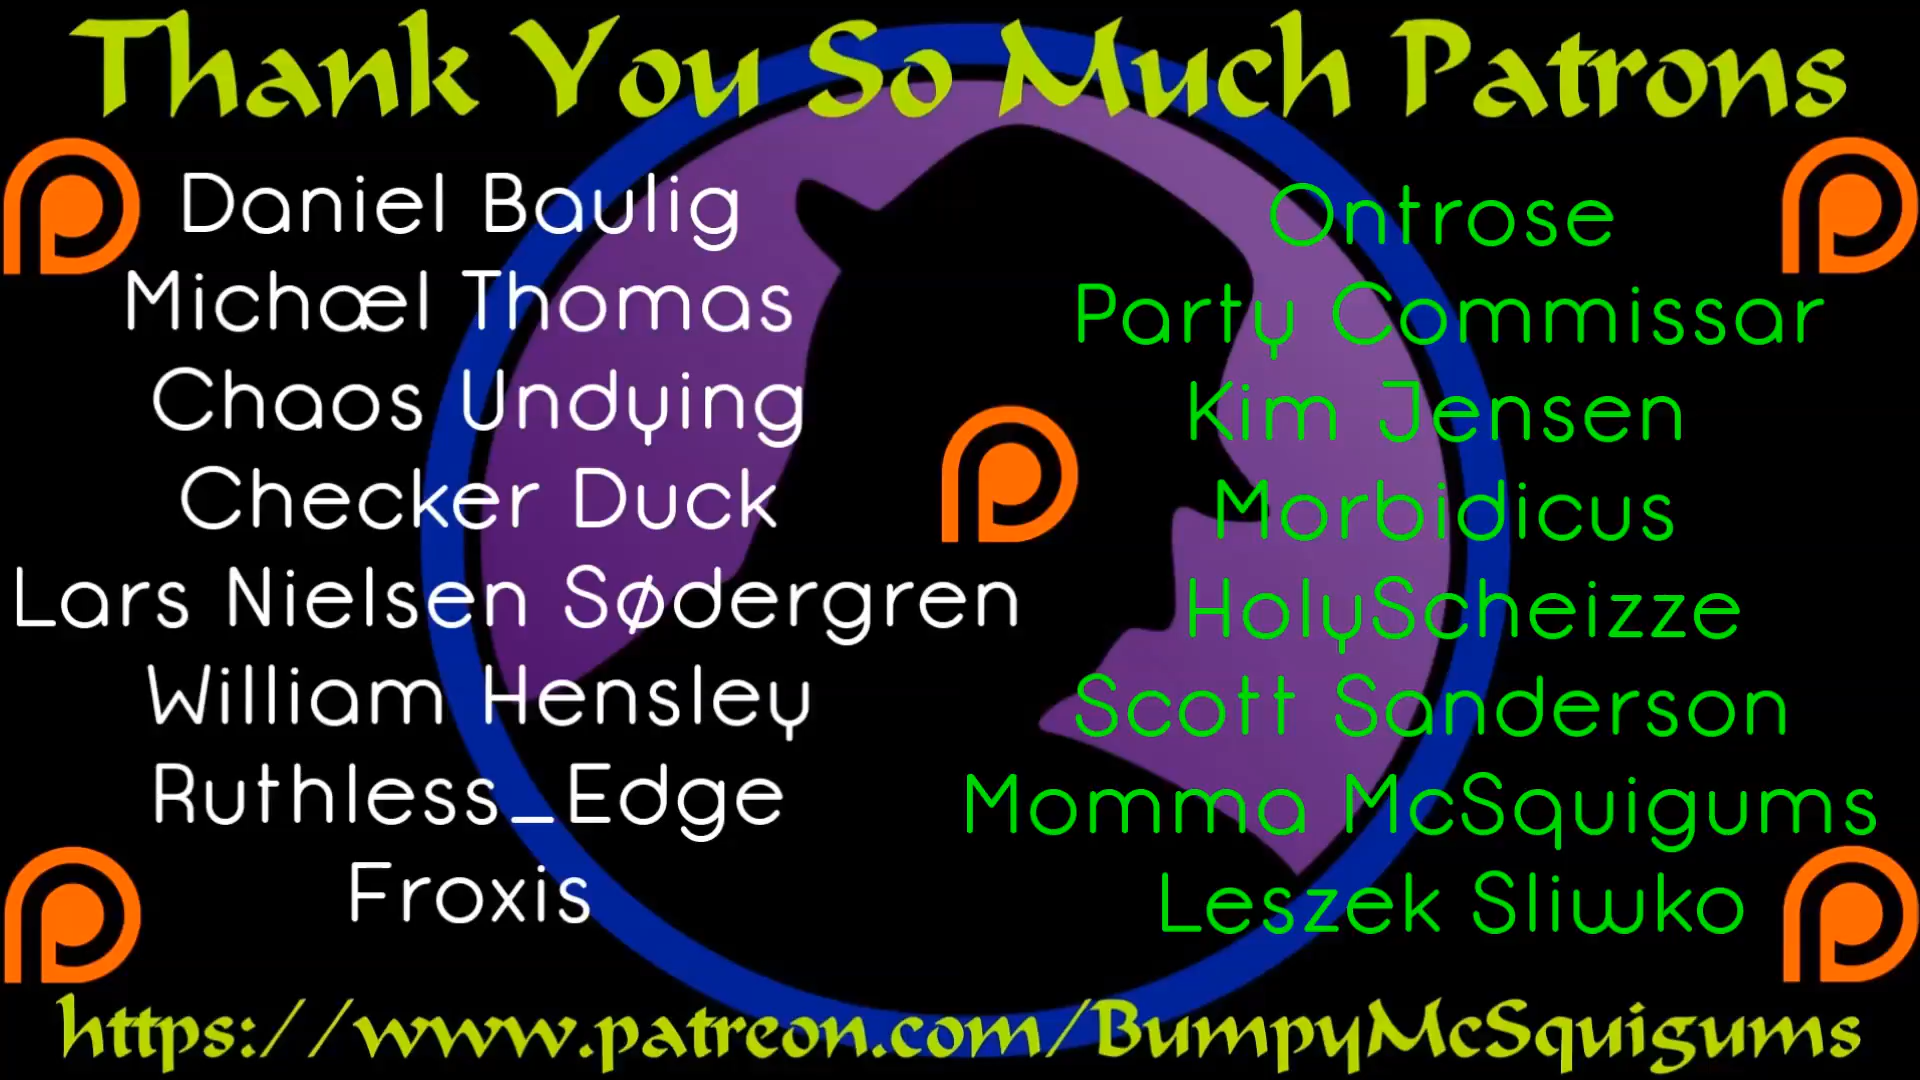 Thank You So Much Patrons
Daniel Baulig
Michæl Thomas
Chaos Undying
Checker Duck
Lars Nielsen Sødergren
William Hensley
Ruthless_Edge
Froxis
Ontrose
Party Commissar
Kim Jensen
Morbidicus
HolyScheizze
Scott Sanderson
Momma McSquigums
Leszek Sliwko
https://www.patreon.com/BumpyMcSquigums